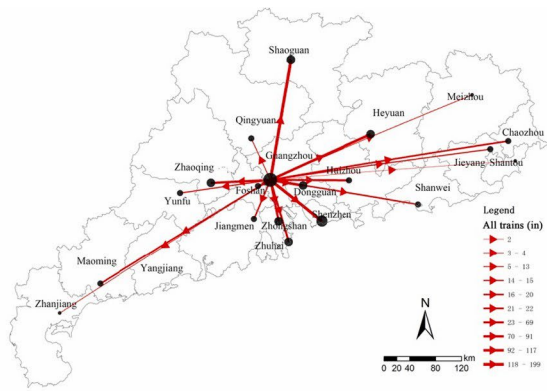 Shaoguan
Meizhou
Qingyuan
Heyuan
Chaozhou
Guangzhou
Zhaoqing
Huizhou
Jieyang Shantou
Foshan
Dongguan
Yunfu
Shanwei
Jiangmen
Zhongshan
Shenzhen
Zhuhai
Maoming
Yangjiang
Zhanjiang
N
0 20 40 60 80 100 120
km
Legend
All trains (in)
2
3 - 4
5 - 13
14 - 15
16 - 20
21 - 22
23 - 69
70 - 91
92 - 117
118 - 199